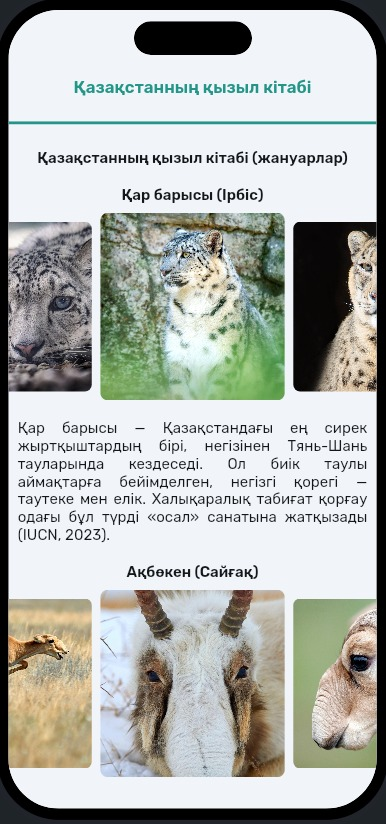 Қазақстанның қызыл кітабі
Қазақстанның қызыл кітабі (жануарлар)
Қар барысы (Ірбіс)
Қар барысы — Қазақстандағы ең сирек
жыртқыштардың бірі, негізінен Тянь-Шань
тауларында кездеседі. Ол биік таулы
аймақтарға бейімделген, негізгі қорегі —
таутеке мен елік. Халықаралық табиғат қорғау
одағы бұл түрді «осал» санатына жатқызады
(IUCN, 2023).
Ақбөкен (Сайғақ)